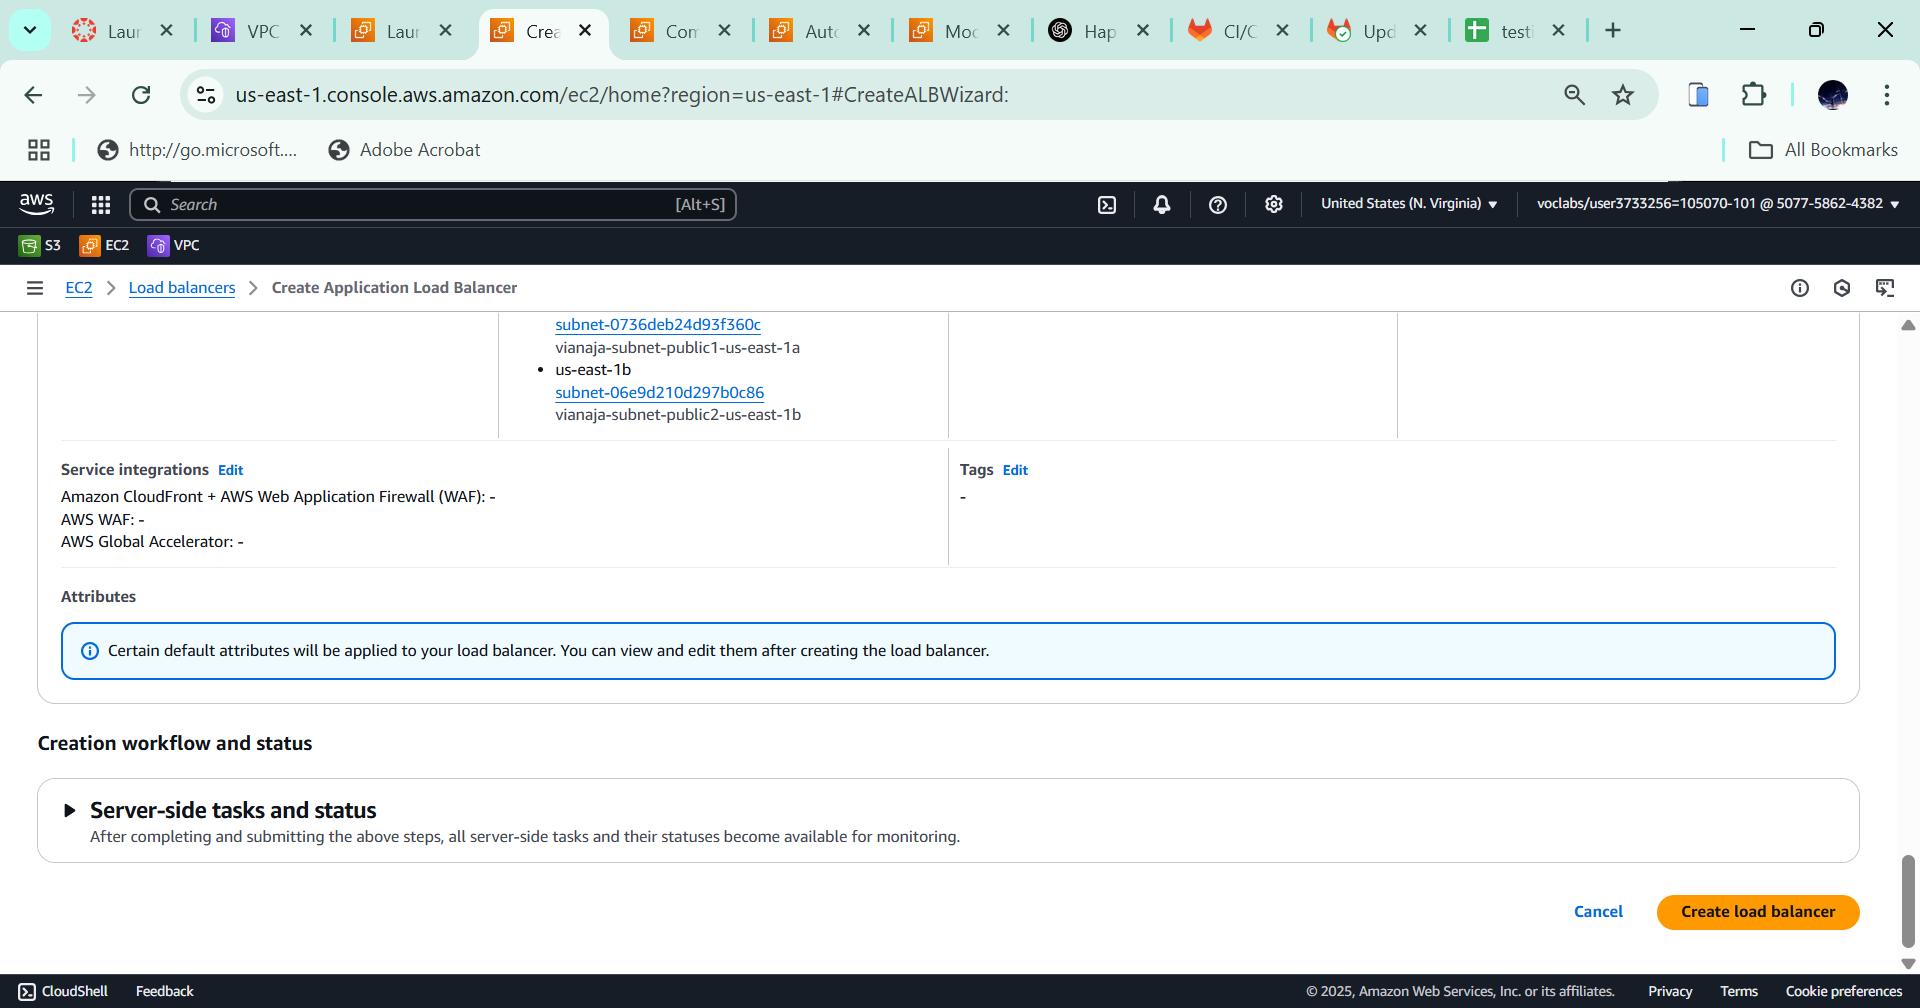 Laur
VPC
Laur
Crea
Con
Auto
Moc
Hap
CI/C
Upd
testi
us-east-1.console.aws.amazon.com/ec2/home?region=us-east-1#CreateALBWizard:
http://go.microsoft....
Adobe Acrobat
All Bookmarks
aws
Search
[Alt+S]
United States (N. Virginia)
voclabs/user3733256=105070-101 @ 5077-5862-4382
S3
EC2
VPC
EC2
Load balancers
Create Application Load Balancer
subnet-0736deb24d93f360c
vianaja-subnet-public1-us-east-1a
• us-east-1b
subnet-06e9d210d297b0c86
vianaja-subnet-public2-us-east-1b
Service integrations Edit
Amazon CloudFront + AWS Web Application Firewall (WAF): -
AWS WAF: -
AWS Global Accelerator: -
Tags Edit
-
Attributes
Certain default attributes will be applied to your load balancer. You can view and edit them after creating the load balancer.
Creation workflow and status
Server-side tasks and status
After completing and submitting the above steps, all server-side tasks and their statuses become available for monitoring.
Cancel
Create load balancer
CloudShell
Feedback
© 2025, Amazon Web Services, Inc. or its affiliates.
Privacy
Terms
Cookie preferences